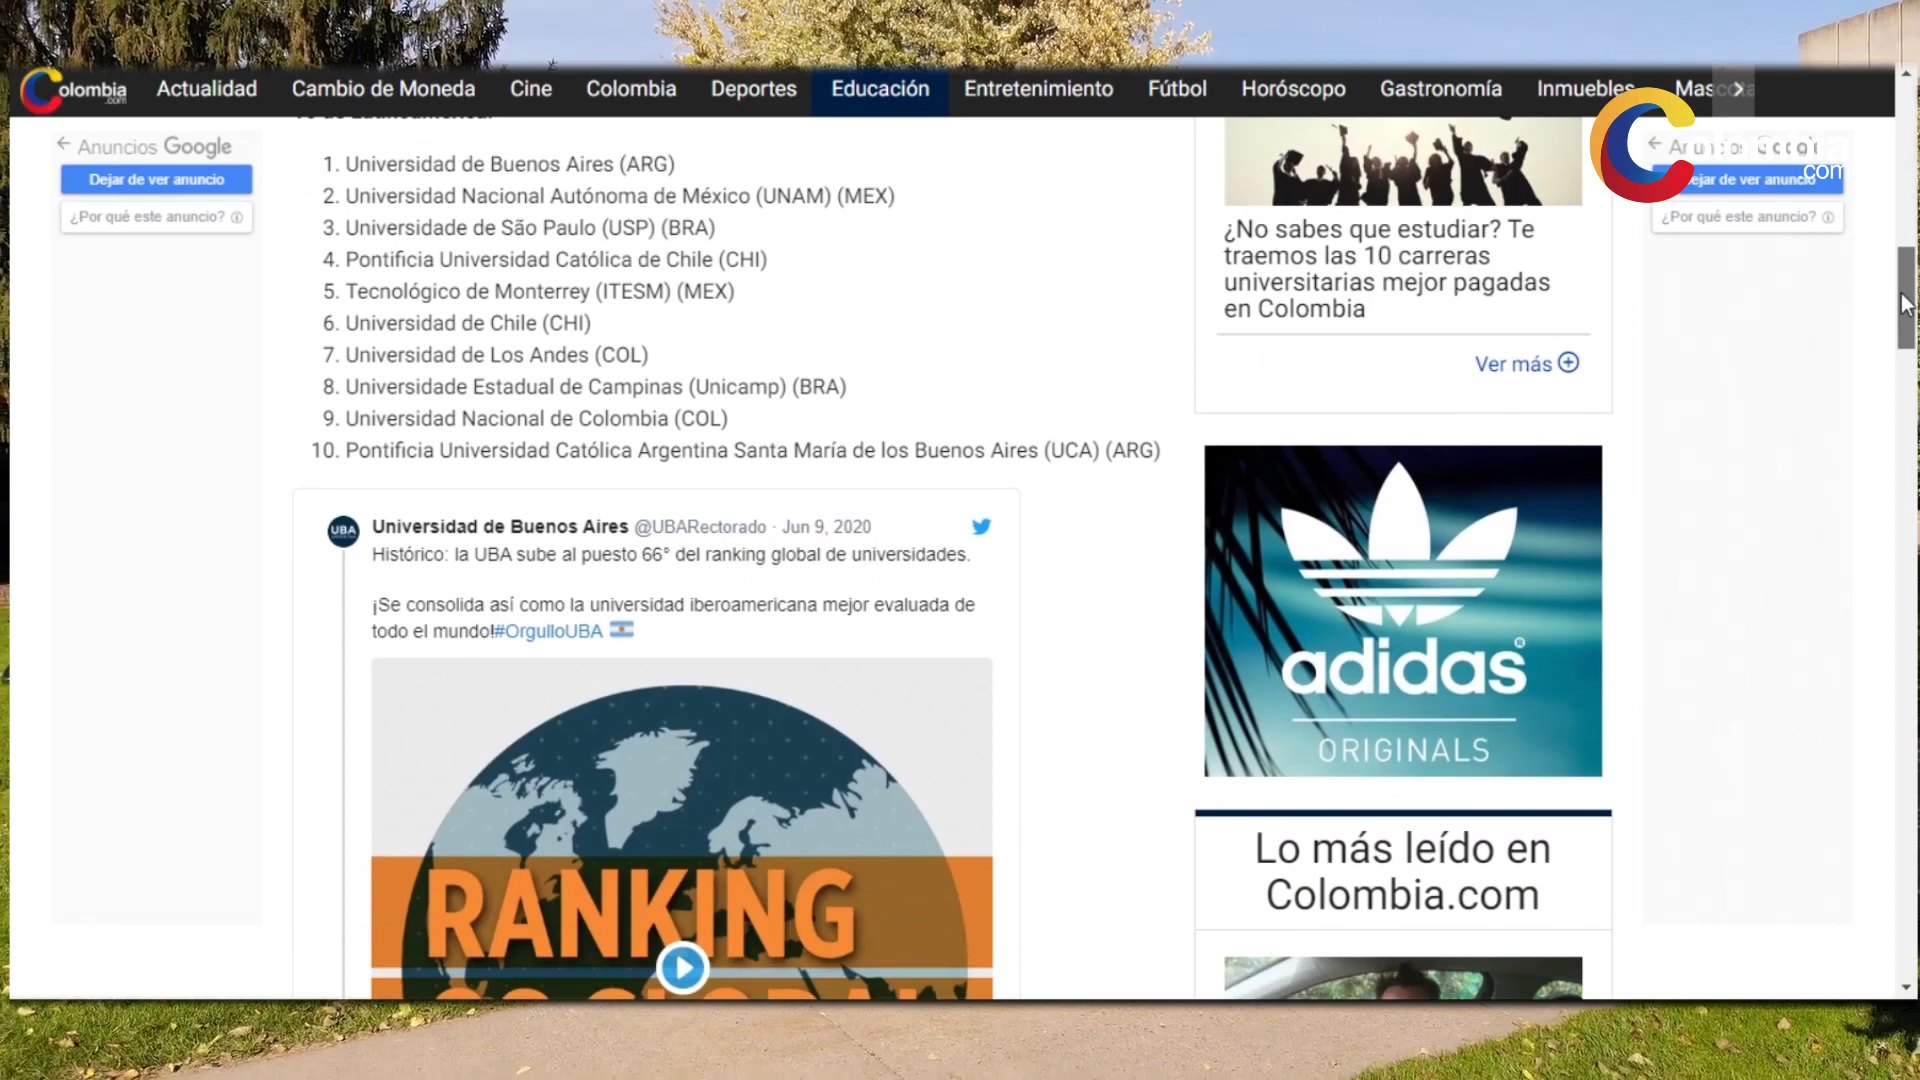 Colombia
.com
Actualidad
Cambio de Moneda
Cine
Colombia
Deportes
Educación
Entretenimiento
Fútbol
Horóscopo
Gastronomía
Inmuebles
Anuncios Google
Dejar de ver anuncio
¿Por qué este anuncio?
1. Universidad de Buenos Aires (ARG)
2. Universidad Nacional Autónoma de México (UNAM) (MEX)
3. Universidade de São Paulo (USP) (BRA)
4. Pontificia Universidad Católica de Chile (CHI)
5. Tecnológico de Monterrey (ITESM) (MEX)
6. Universidad de Chile (CHI)
7. Universidad de Los Andes (COL)
8. Universidade Estadual de Campinas (Unicamp) (BRA)
9. Universidad Nacional de Colombia (COL)
10. Pontificia Universidad Católica Argentina Santa María de los Buenos Aires (UCA) (ARG)
UBA
Universidad de Buenos Aires @UBARectorado · Jun 9, 2020
Histórico: la UBA sube al puesto 66° del ranking global de universidades.
¡Se consolida así como la universidad iberoamericana mejor evaluada de
todo el mundo!#OrgulloUBA
RANKING
¿No sabes que estudiar? Te
traemos las 10 carreras
universitarias mejor pagadas
en Colombia
Ver más
adidas®
ORIGINALS
Lo más leído en
Colombia.com
com
ejar de ver anuncio
¿Por qué este anuncio?